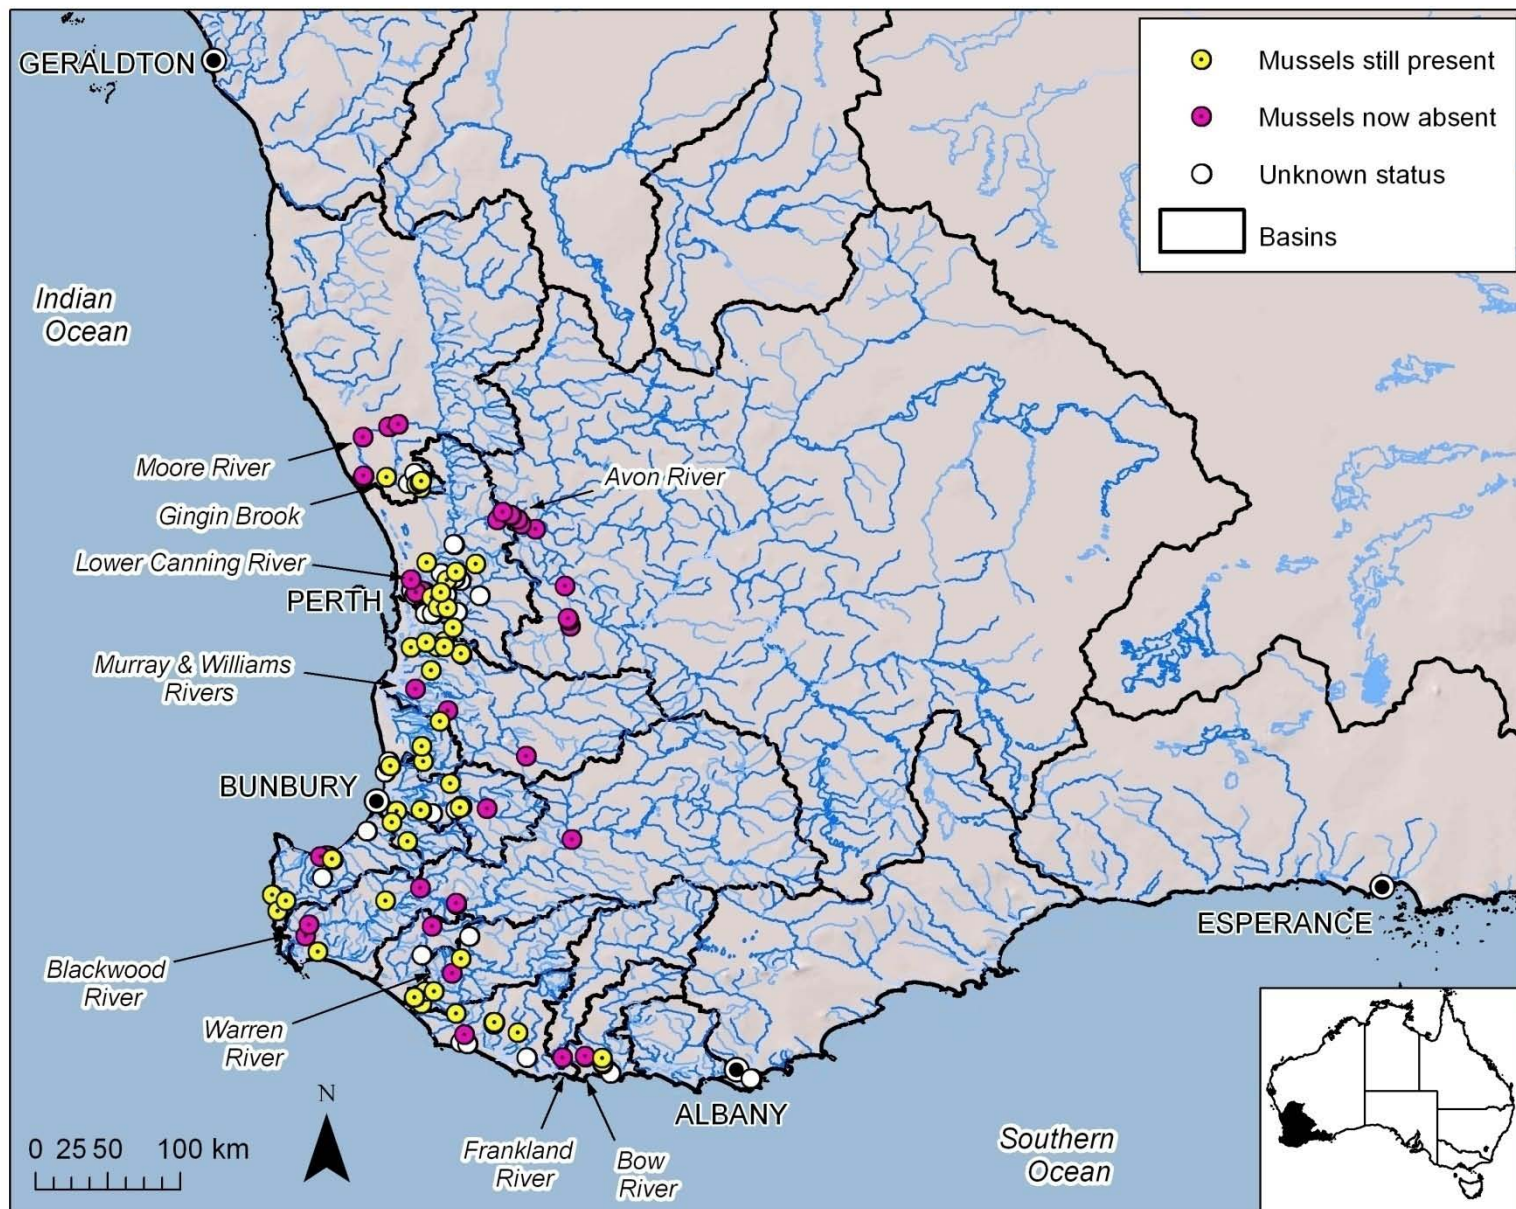 GERALDTON
Mussels still present
Mussels now absent
Unknown status
Basins
Indian
Ocean
Moore River
Avon River
Gingin Brook
Lower Canning River
PERTH
Murray & Williams
Rivers
BUNBURY
ESPERANCE
Blackwood
River
Warren
River
N
ALBANY
0 25 50 100 km
Frankland
River
Bow
River
Southern
Ocean